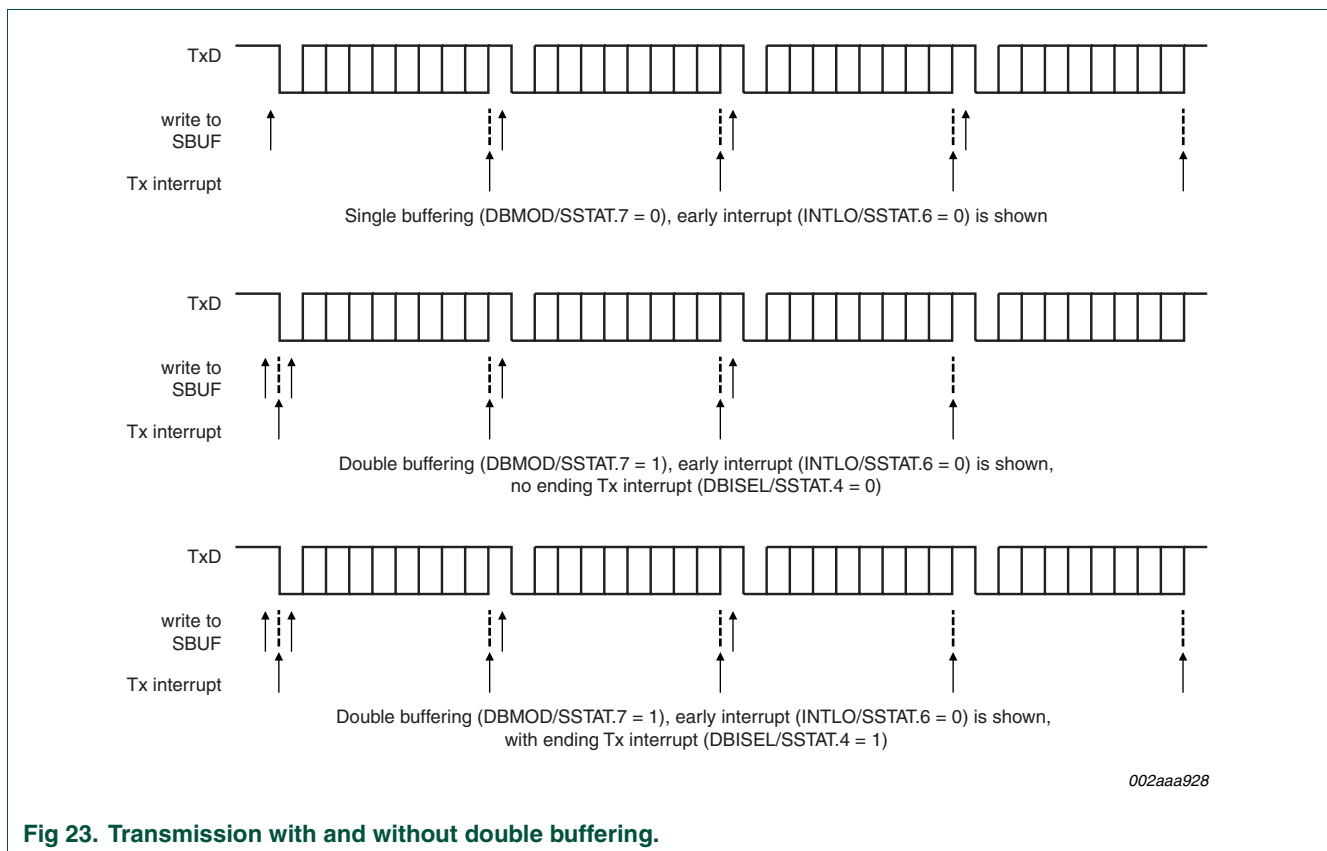 TxD
write to
SBUF
Tx interrupt
Single buffering (DBMOD/SSTAT.7 = 0), early interrupt (INTLO/SSTAT.6 = 0) is shown
TxD
write to
SBUF
Tx interrupt
Double buffering (DBMOD/SSTAT.7 = 1), early interrupt (INTLO/SSTAT.6 = 0) is shown,
no ending Tx interrupt (DBISEL/SSTAT.4 = 0)
TxD
write to
SBUF
Tx interrupt
Double buffering (DBMOD/SSTAT.7 = 1), early interrupt (INTLO/SSTAT.6 = 0) is shown,
with ending Tx interrupt (DBISEL/SSTAT.4 = 1)
002aaa928
Fig 23. Transmission with and without double buffering.